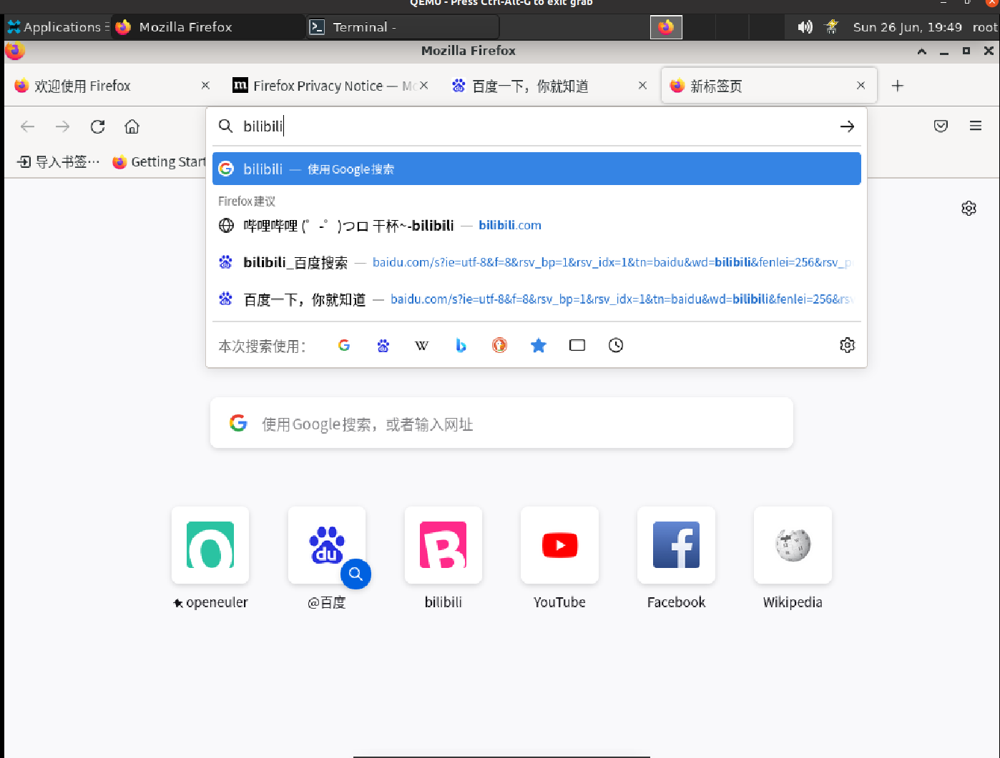 QEMU - Press Ctrl-Alt-G to exit grab
Applications Mozilla Firefox Terminal - Sun 26 Jun, 19:49 root
Mozilla Firefox
欢迎使用 Firefox Firefox Privacy Notice — Mo 百度一下，你就知道 新标签页
bilibili
导入书签… Getting Start
bilibili — 使用Google搜索
Firefox建议
哔哩哔哩 (゜-゜)つロ 干杯~-bilibili — bilibili.com
bilibili_百度搜索 — baidu.com/s?ie=utf-8&f=8&rsv_bp=1&rsv_idx=1&tn=baidu&wd=bilibili&fenlei=256&rsv_p
百度一下，你就知道 — baidu.com/s?ie=utf-8&f=8&rsv_bp=1&rsv_idx=1&tn=baidu&wd=bilibili&fenlei=256&rsv
本次搜索使用：
使用Google搜索，或者输入网址
du
openeuler @百度 bilibili YouTube Facebook Wikipedia